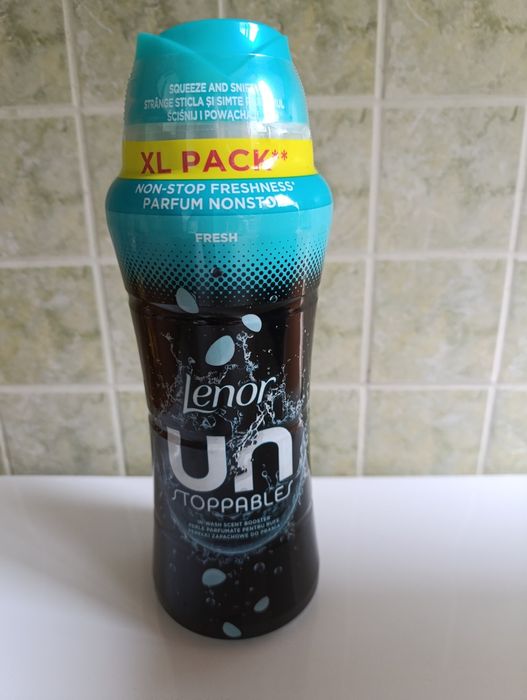 SQUEEZE AND SNIFF
STRÂNGE STICLA ȘI SIMTE
ŚCIŚNIJ I POWĄCHAJ
XL PACK**
NON-STOP FRESHNESS*
PARFUM NONSTOP
FRESH
Lenor
Un
STOPPABLES
IN-WASH SCENT BOOSTER
PERLE PARFUMATE PENTRU RUFE
PEREŁKI ZAPACHOWE DO PRANIA